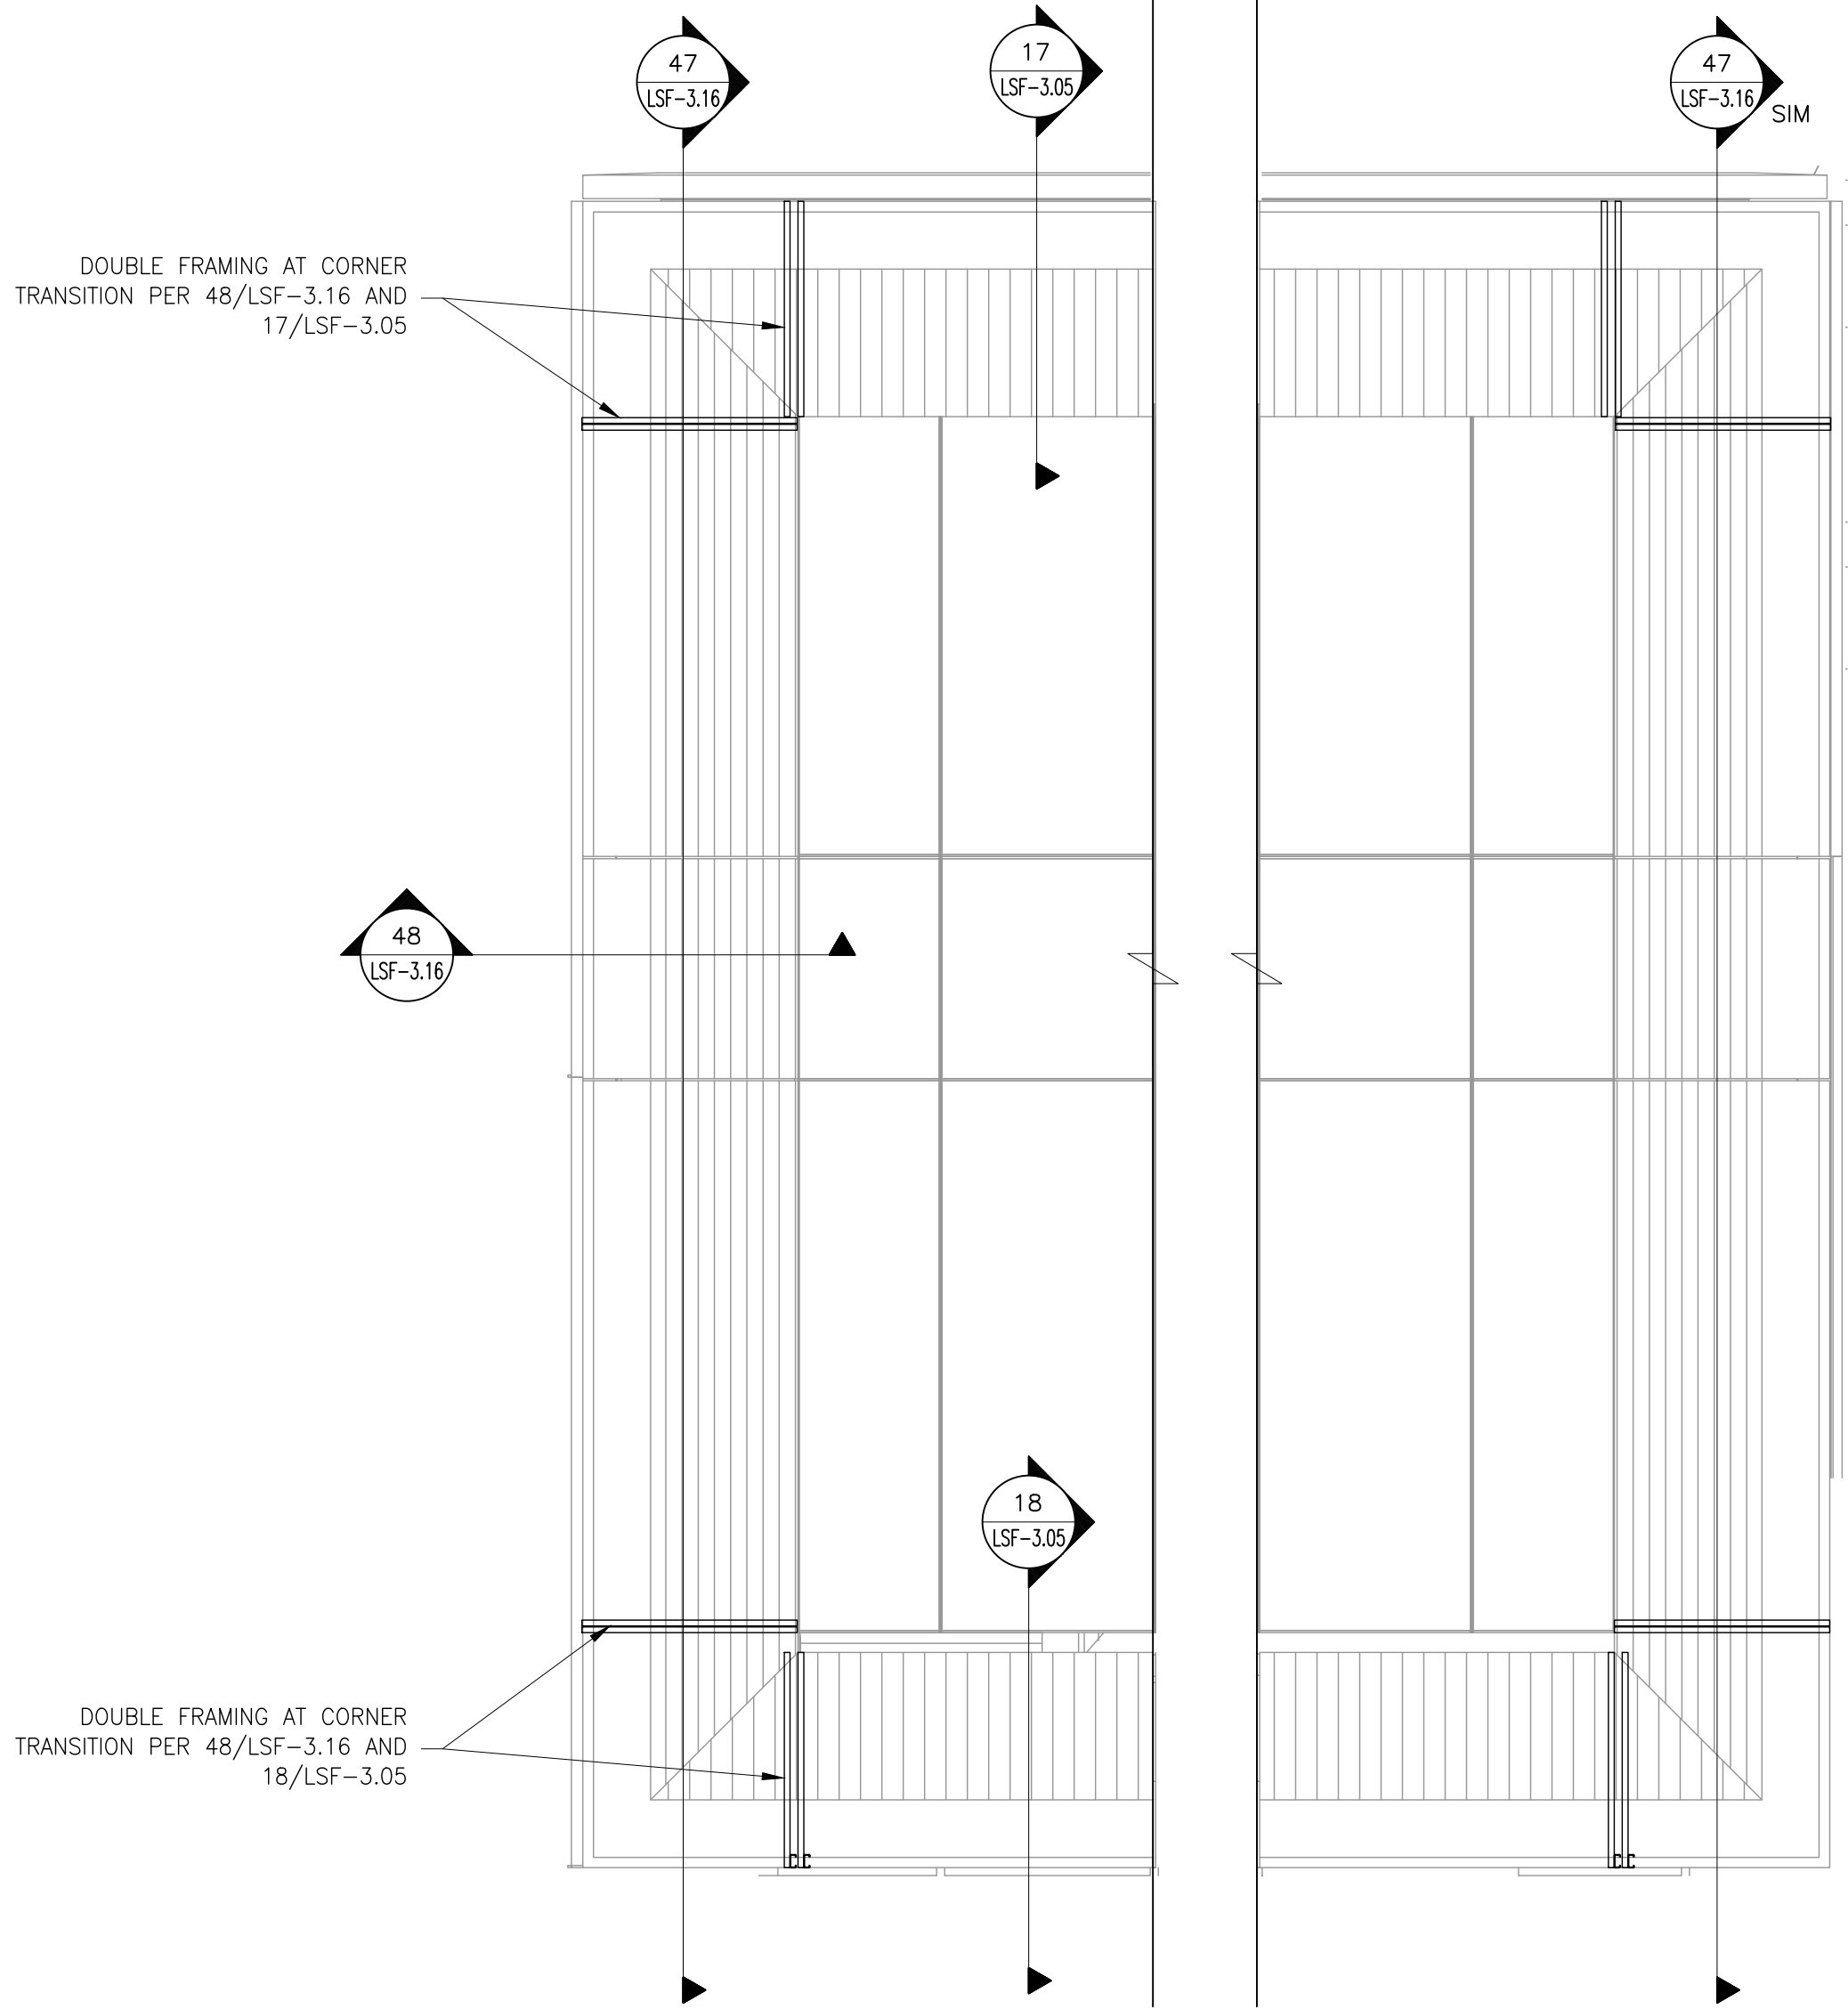 47
LSF-3.16
17
LSF-3.05
47
LSF-3.16
SIM
DOUBLE FRAMING AT CORNER
TRANSITION PER 48/LSF-3.16 AND
17/LSF-3.05
48
LSF-3.16
18
LSF-3.05
DOUBLE FRAMING AT CORNER
TRANSITION PER 48/LSF-3.16 AND
18/LSF-3.05